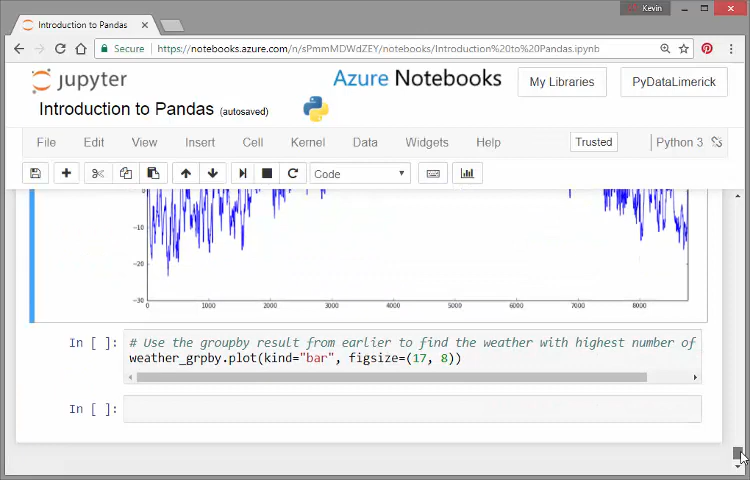 Kevin
Introduction to Pandas
Secure
https://notebooks.azure.com/n/sPmmMDWdZEY/notebooks/Introduction%20to%20Pandas.ipynb
jupyter
Azure Notebooks
My Libraries
PyDataLimerick
Introduction to Pandas (autosaved)
File Edit View Insert Cell Kernel Data Widgets Help
Trusted
Python 3
Code
-10
-20
-30
0 1000 2000 3000 4000 5000 6000 7000 8000
In [ ]: # Use the groupby result from earlier to find the weather with highest number of
weather_grpby.plot(kind="bar", figsize=(17, 8))
In [ ]: